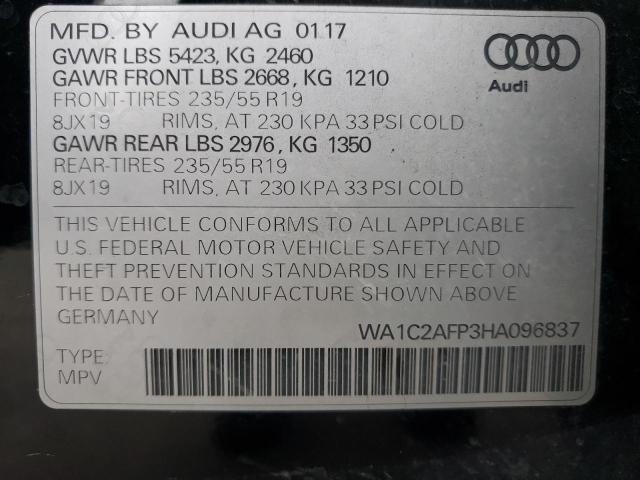 MFD. BY AUDI AG 01.17
GVWR LBS 5423, KG 2460
GAWR FRONT LBS 2668, KG 1210
FRONT-TIRES 235/55 R19
8JX19 RIMS, AT 230 KPA 33 PSI COLD
GAWR REAR LBS 2976, KG 1350
REAR-TIRES 235/55 R19
8JX19 RIMS, AT 230 KPA 33 PSI COLD
Audi
THIS VEHICLE CONFORMS TO ALL APPLICABLE
U.S. FEDERAL MOTOR VEHICLE SAFETY AND
THEFT PREVENTION STANDARDS IN EFFECT ON
THE DATE OF MANUFACTURE SHOWN ABOVE
GERMANY
WA1C2AFP3HA096837
TYPE:
MPV